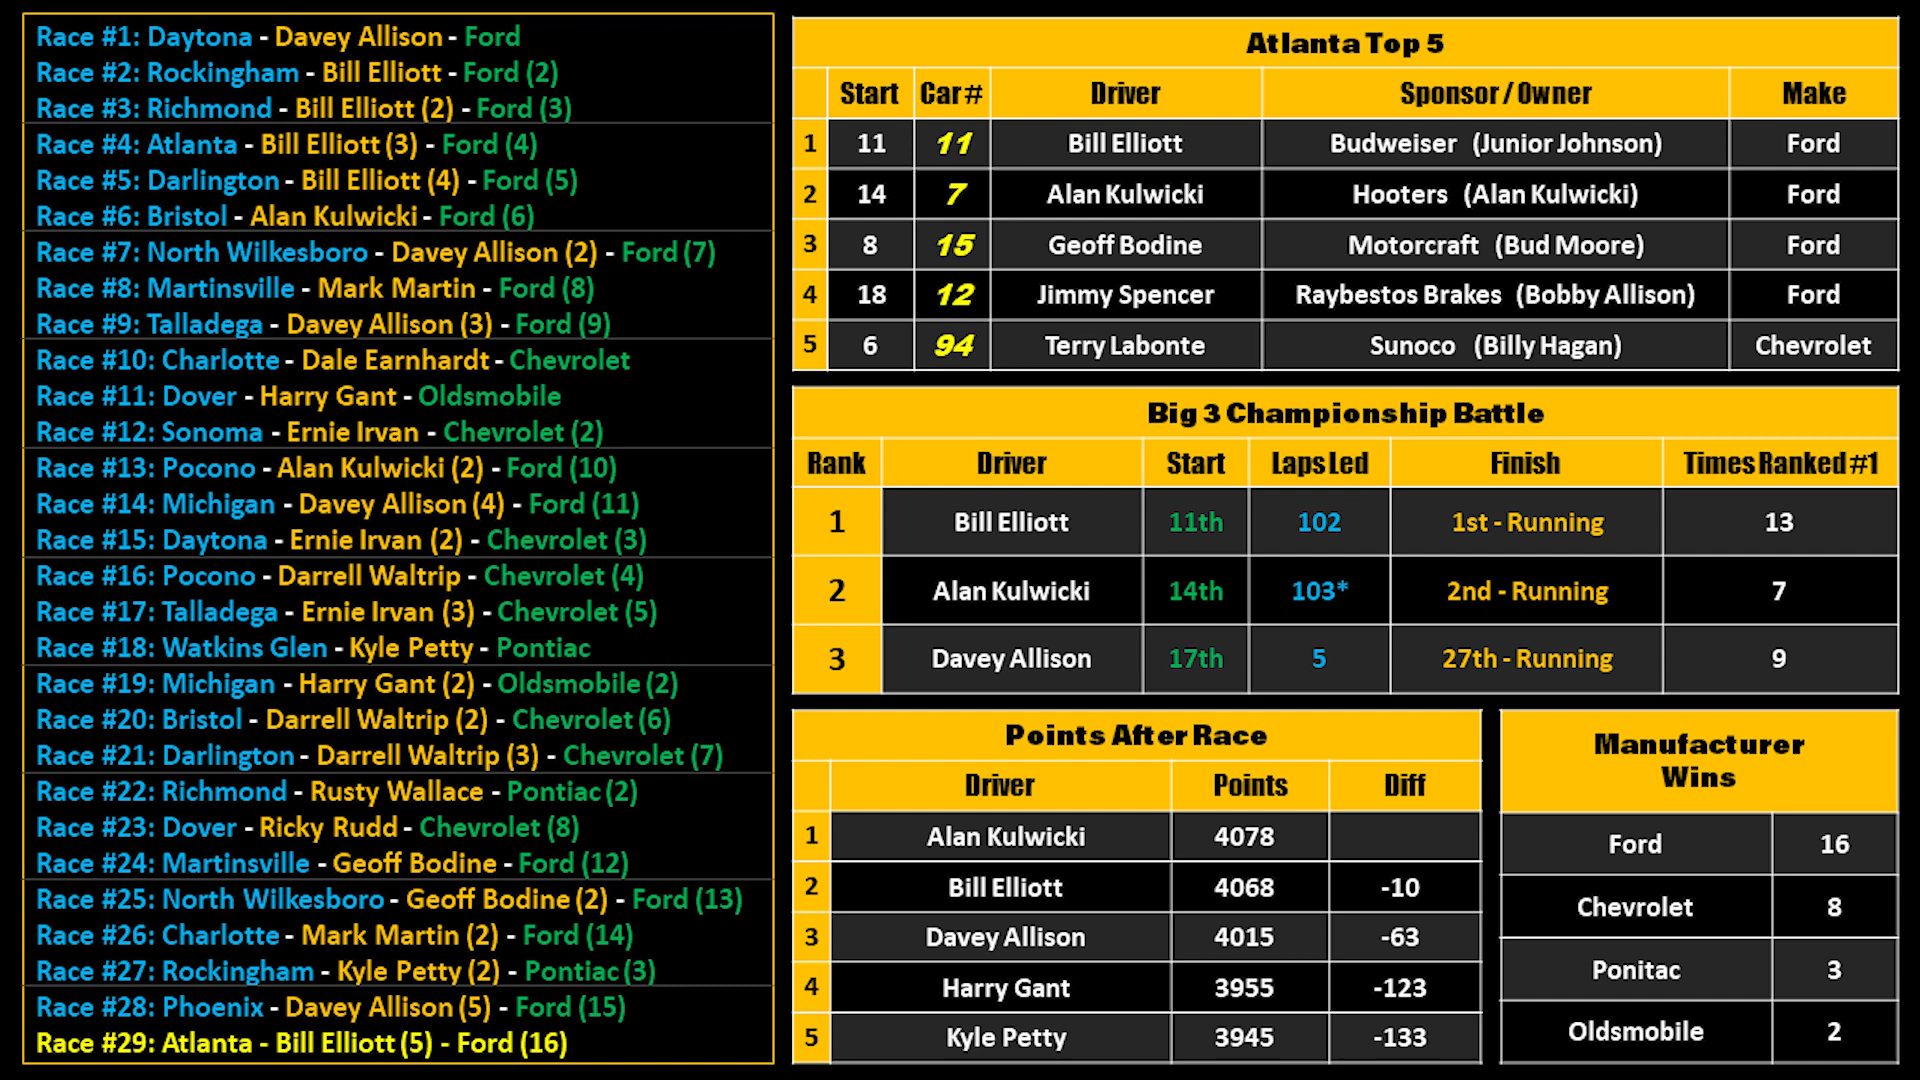 Race #1: Daytona - Davey Allison - Ford
Race #2: Rockingham - Bill Elliott - Ford (2)
Race #3: Richmond - Bill Elliott (2) - Ford (3)
Race #4: Atlanta - Bill Elliott (3) - Ford (4)
Race #5: Darlington - Bill Elliott (4) - Ford (5)
Race #6: Bristol - Alan Kulwicki - Ford (6)
Race #7: North Wilkesboro - Davey Allison (2) - Ford (7)
Race #8: Martinsville - Mark Martin - Ford (8)
Race #9: Talladega - Davey Allison (3) - Ford (9)
Race #10: Charlotte - Dale Earnhardt - Chevrolet
Race #11: Dover - Harry Gant - Oldsmobile
Race #12: Sonoma - Ernie Irvan - Chevrolet (2)
Race #13: Pocono - Alan Kulwicki (2) - Ford (10)
Race #14: Michigan - Davey Allison (4) - Ford (11)
Race #15: Daytona - Ernie Irvan (2) - Chevrolet (3)
Race #16: Pocono - Darrell Waltrip - Chevrolet (4)
Race #17: Talladega - Ernie Irvan (3) - Chevrolet (5)
Race #18: Watkins Glen - Kyle Petty - Pontiac
Race #19: Michigan - Harry Gant (2) - Oldsmobile (2)
Race #20: Bristol - Darrell Waltrip (2) - Chevrolet (6)
Race #21: Darlington - Darrell Waltrip (3) - Chevrolet (7)
Race #22: Richmond - Rusty Wallace - Pontiac (2)
Race #23: Dover - Ricky Rudd - Chevrolet (8)
Race #24: Martinsville - Geoff Bodine - Ford (12)
Race #25: North Wilkesboro - Geoff Bodine (2) - Ford (13)
Race #26: Charlotte - Mark Martin (2) - Ford (14)
Race #27: Rockingham - Kyle Petty (2) - Pontiac (3)
Race #28: Phoenix - Davey Allison (5) - Ford (15)
Race #29: Atlanta - Bill Elliott (5) - Ford (16)
Atlanta Top 5
Start Car # Driver Sponsor / Owner Make
1 11 11 Bill Elliott Budweiser (Junior Johnson) Ford
2 14 7 Alan Kulwicki Hooters (Alan Kulwicki) Ford
3 8 15 Geoff Bodine Motorcraft (Bud Moore) Ford
4 18 12 Jimmy Spencer Raybestos Brakes (Bobby Allison) Ford
5 6 94 Terry Labonte Sunoco (Billy Hagan) Chevrolet
Big 3 Championship Battle
Rank Driver Start Laps Led Finish Times Ranked #1
1 Bill Elliott 11th 102 1st - Running 13
2 Alan Kulwicki 14th 103* 2nd - Running 7
3 Davey Allison 17th 5 27th - Running 9
Points After Race
Driver Points Diff
1 Alan Kulwicki 4078
2 Bill Elliott 4068 -10
3 Davey Allison 4015 -63
4 Harry Gant 3955 -123
5 Kyle Petty 3945 -133
Manufacturer
Wins
Ford 16
Chevrolet 8
Ponitac 3
Oldsmobile 2